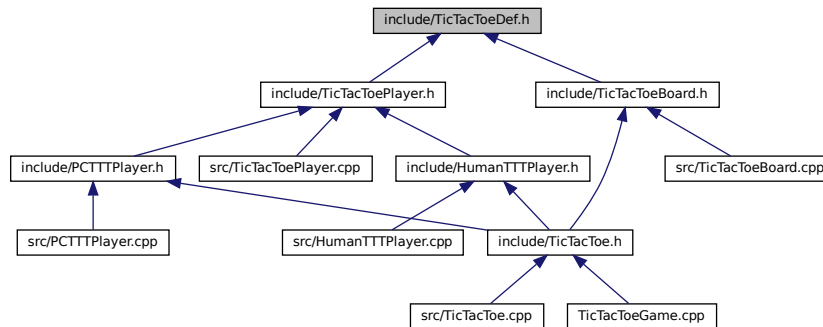 include/TicTacToeDef.h
include/TicTacToePlayer.h
include/TicTacToeBoard.h
include/PCTTTPlayer.h
src/TicTacToePlayer.cpp
include/HumanTTTPlayer.h
src/TicTacToeBoard.cpp
src/PCTTTPlayer.cpp
src/HumanTTTPlayer.cpp
include/TicTacToe.h
src/TicTacToe.cpp
TicTacToeGame.cpp